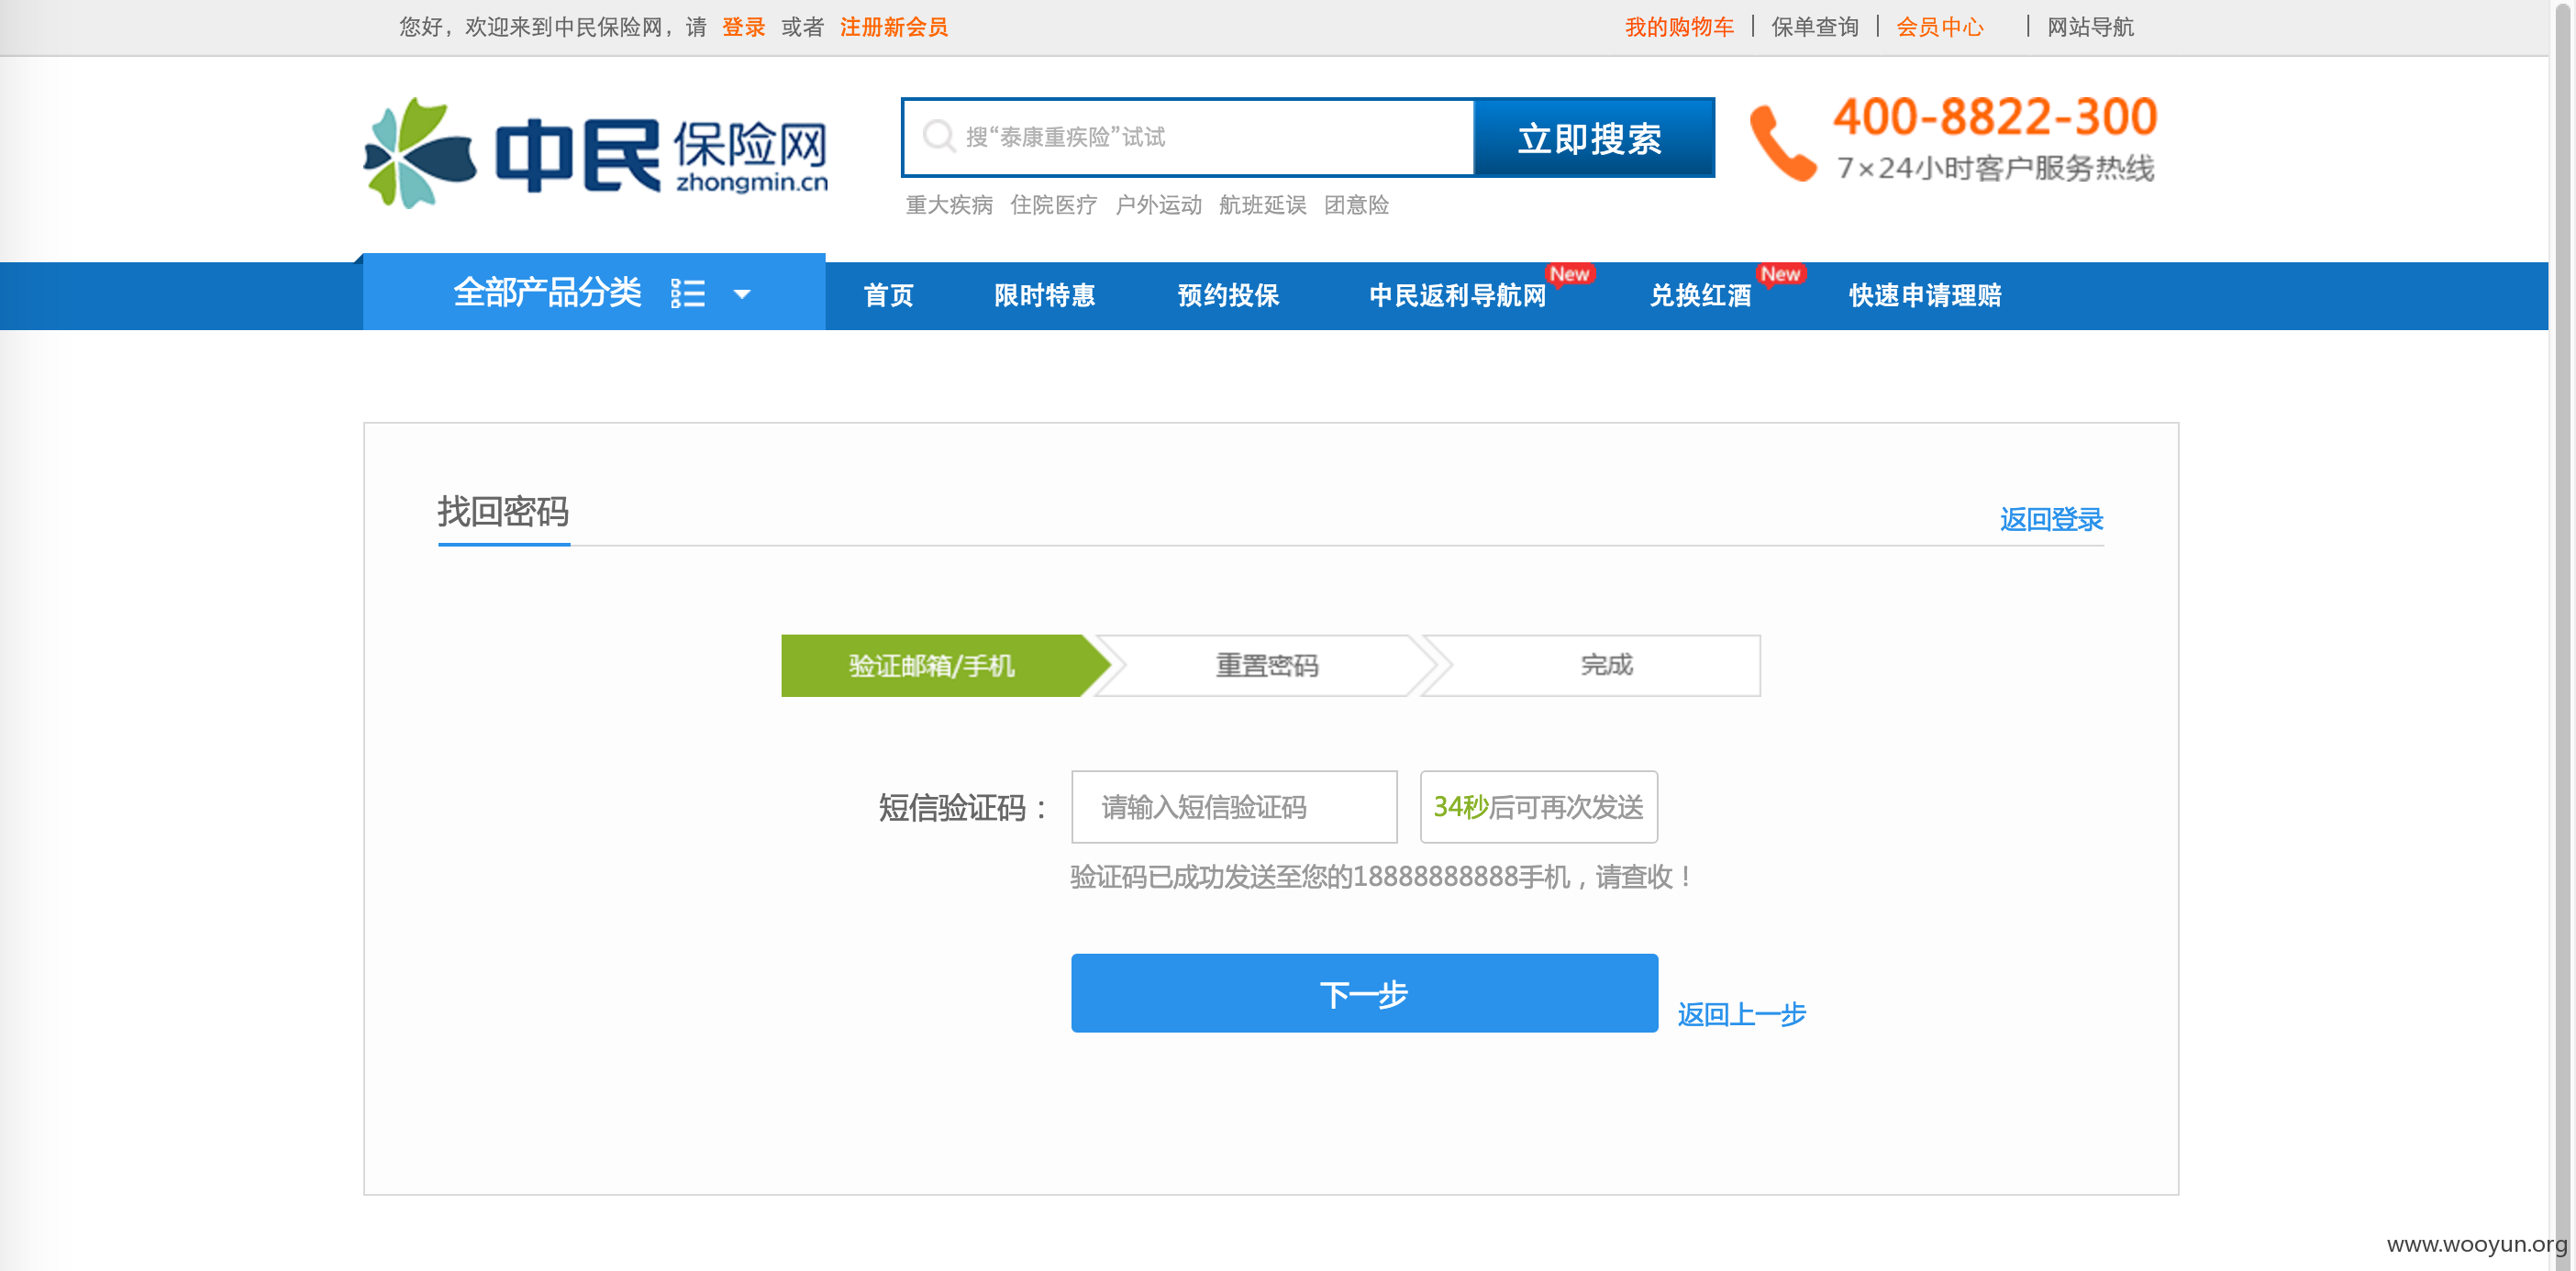 您好，欢迎来到中民保险网，请 登录 或者 注册新会员
我的购物车 | 保单查询 | 会员中心 | 网站导航
中民保险网
zhongmin.cn
搜“泰康重疾险”试试
立即搜索
400-8822-300
7×24小时客户服务热线
重大疾病 住院医疗 户外运动 航班延误 团意险
全部产品分类 首页 限时特惠 预约投保 中民返利导航网 New 兑换红酒 New 快速申请理赔
找回密码
返回登录
验证邮箱/手机 重置密码 完成
短信验证码： 请输入短信验证码 34秒后可再次发送
验证码已成功发送至您的18888888888手机，请查收！
下一步
返回上一步
www.wooyun.org